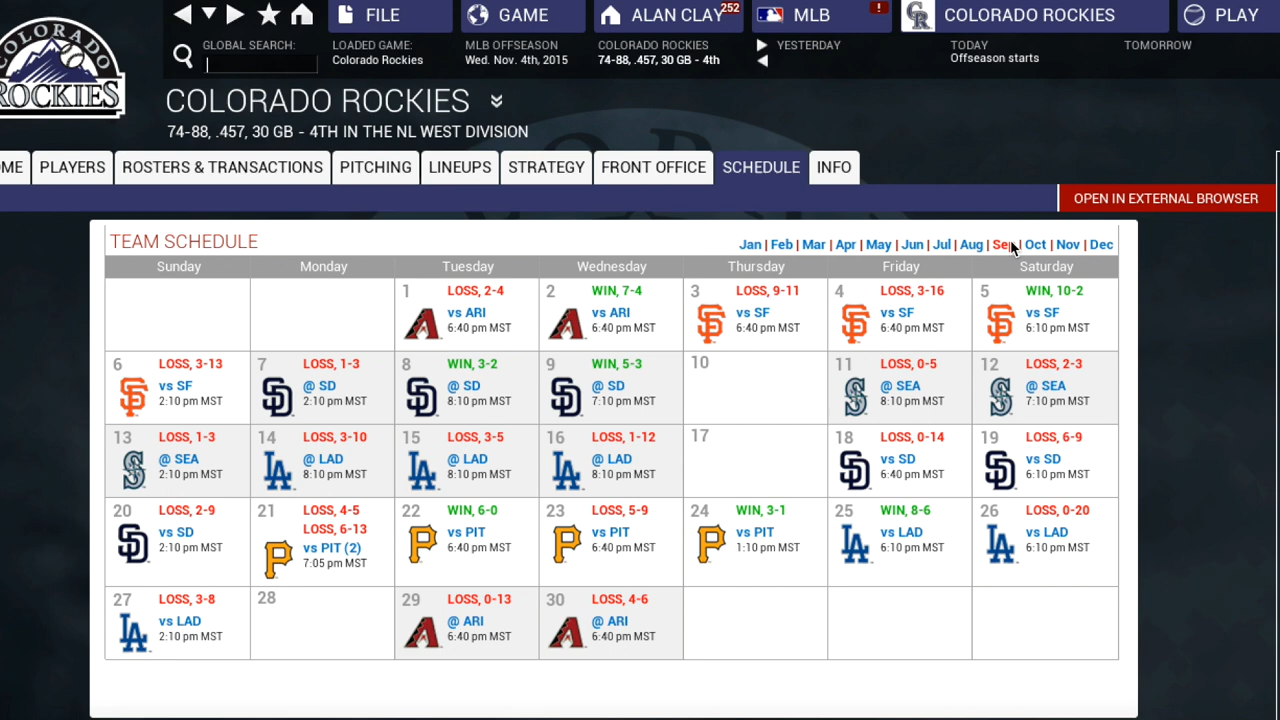 FILE
GAME
ALAN CLAY 252
MLB !
COLORADO ROCKIES
PLAY
GLOBAL SEARCH:
LOADED GAME:
Colorado Rockies
MLB OFFSEASON
Wed. Nov. 4th, 2015
COLORADO ROCKIES
74-88, .457, 30 GB - 4th
YESTERDAY
TODAY
Offseason starts
TOMORROW
COLORADO
ROCKIES
COLORADO ROCKIES
74-88, .457, 30 GB - 4TH IN THE NL WEST DIVISION
OME PLAYERS ROSTERS & TRANSACTIONS PITCHING LINEUPS STRATEGY FRONT OFFICE SCHEDULE INFO
OPEN IN EXTERNAL BROWSER
TEAM SCHEDULE
Jan | Feb | Mar | Apr | May | Jun | Jul | Aug | Sep | Oct | Nov | Dec
Sunday Monday Tuesday Wednesday Thursday Friday Saturday
1 LOSS, 2-4
vs ARI
6:40 pm MST
2 WIN, 7-4
vs ARI
6:40 pm MST
3 LOSS, 9-11
vs SF
6:40 pm MST
4 LOSS, 3-16
vs SF
6:40 pm MST
5 WIN, 10-2
vs SF
6:10 pm MST
6 LOSS, 3-13
vs SF
2:10 pm MST
7 LOSS, 1-3
@ SD
2:10 pm MST
8 WIN, 3-2
@ SD
8:10 pm MST
9 WIN, 5-3
@ SD
7:10 pm MST
10
11 LOSS, 0-5
@ SEA
8:10 pm MST
12 LOSS, 2-3
@ SEA
7:10 pm MST
13 LOSS, 1-3
@ SEA
2:10 pm MST
14 LOSS, 3-10
@ LAD
8:10 pm MST
15 LOSS, 3-5
@ LAD
8:10 pm MST
16 LOSS, 1-12
@ LAD
8:10 pm MST
17
18 LOSS, 0-14
vs SD
6:40 pm MST
19 LOSS, 6-9
vs SD
6:10 pm MST
20 LOSS, 2-9
vs SD
2:10 pm MST
21 LOSS, 4-5
LOSS, 6-13
vs PIT (2)
7:05 pm MST
22 WIN, 6-0
vs PIT
6:40 pm MST
23 LOSS, 5-9
vs PIT
6:40 pm MST
24 WIN, 3-1
vs PIT
1:10 pm MST
25 WIN, 8-6
vs LAD
6:10 pm MST
26 LOSS, 0-20
vs LAD
6:10 pm MST
27 LOSS, 3-8
vs LAD
2:10 pm MST
28
29 LOSS, 0-13
@ ARI
6:40 pm MST
30 LOSS, 4-6
@ ARI
6:40 pm MST